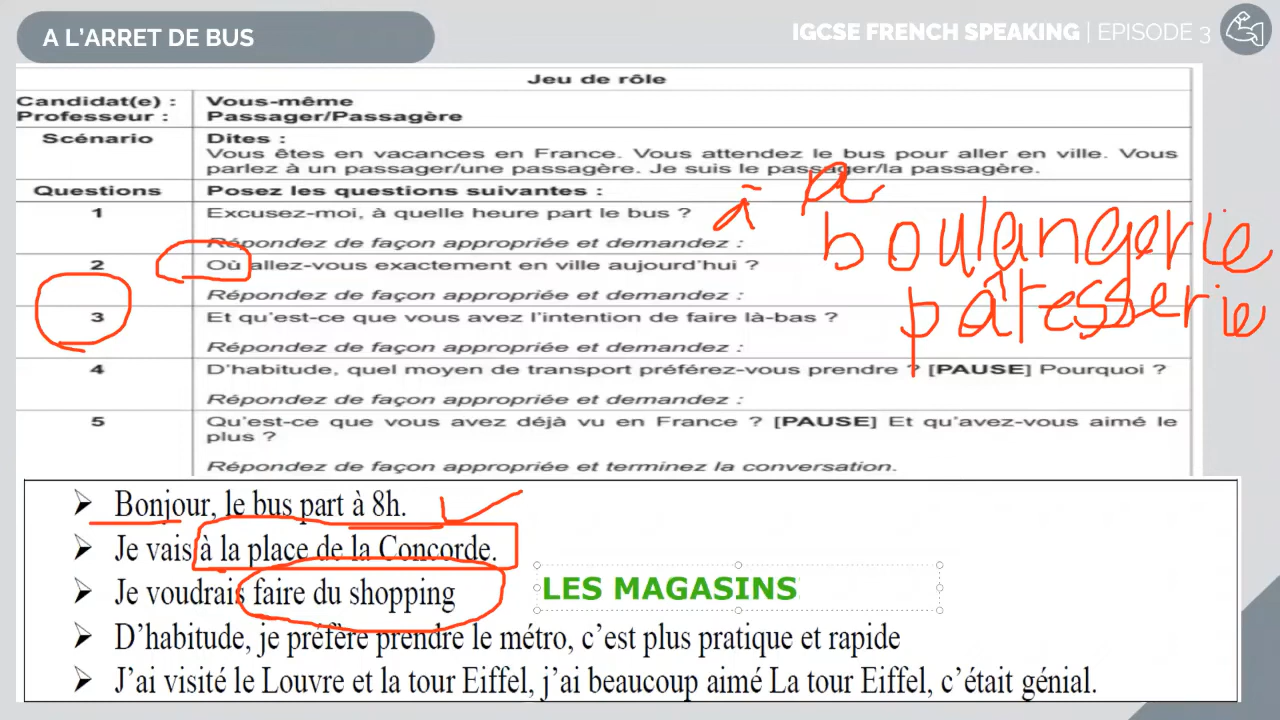 A L'ARRET DE BUS
IGCSE FRENCH SPEAKING | EPISODE 3
Jeu de rôle
Candidat(e) : Vous-même
Professeur : Passager/Passagère
Scénario Dites :
Vous êtes en vacances en France. Vous attendez le bus pour aller en ville. Vous
parlez à un passager/une passagère. Je suis le passager/la passagère.
Questions Posez les questions suivantes :
1 Excusez-moi, à quelle heure part le bus ?
Répondez de façon appropriée et demandez :
2 Où allez-vous exactement en ville aujourd'hui ?
Répondez de façon appropriée et demandez :
3 Et qu'est-ce que vous avez l'intention de faire là-bas ?
Répondez de façon appropriée et demandez :
4 D'habitude, quel moyen de transport préférez-vous prendre ? [PAUSE] Pourquoi ?
Répondez de façon appropriée et demandez :
5 Qu'est-ce que vous avez déjà vu en France ? [PAUSE] Et qu'avez-vous aimé le
plus ?
Répondez de façon appropriée et terminez la conversation.
à
a
boulangerie
pâtesserie
➢ Bonjour, le bus part à 8h.
➢ Je vais à la place de la Concorde.
➢ Je voudrais faire du shopping
LES MAGASINS
➢ D'habitude, je préfère prendre le métro, c'est plus pratique et rapide
➢ J'ai visité le Louvre et la tour Eiffel, j'ai beaucoup aimé La tour Eiffel, c'était génial.